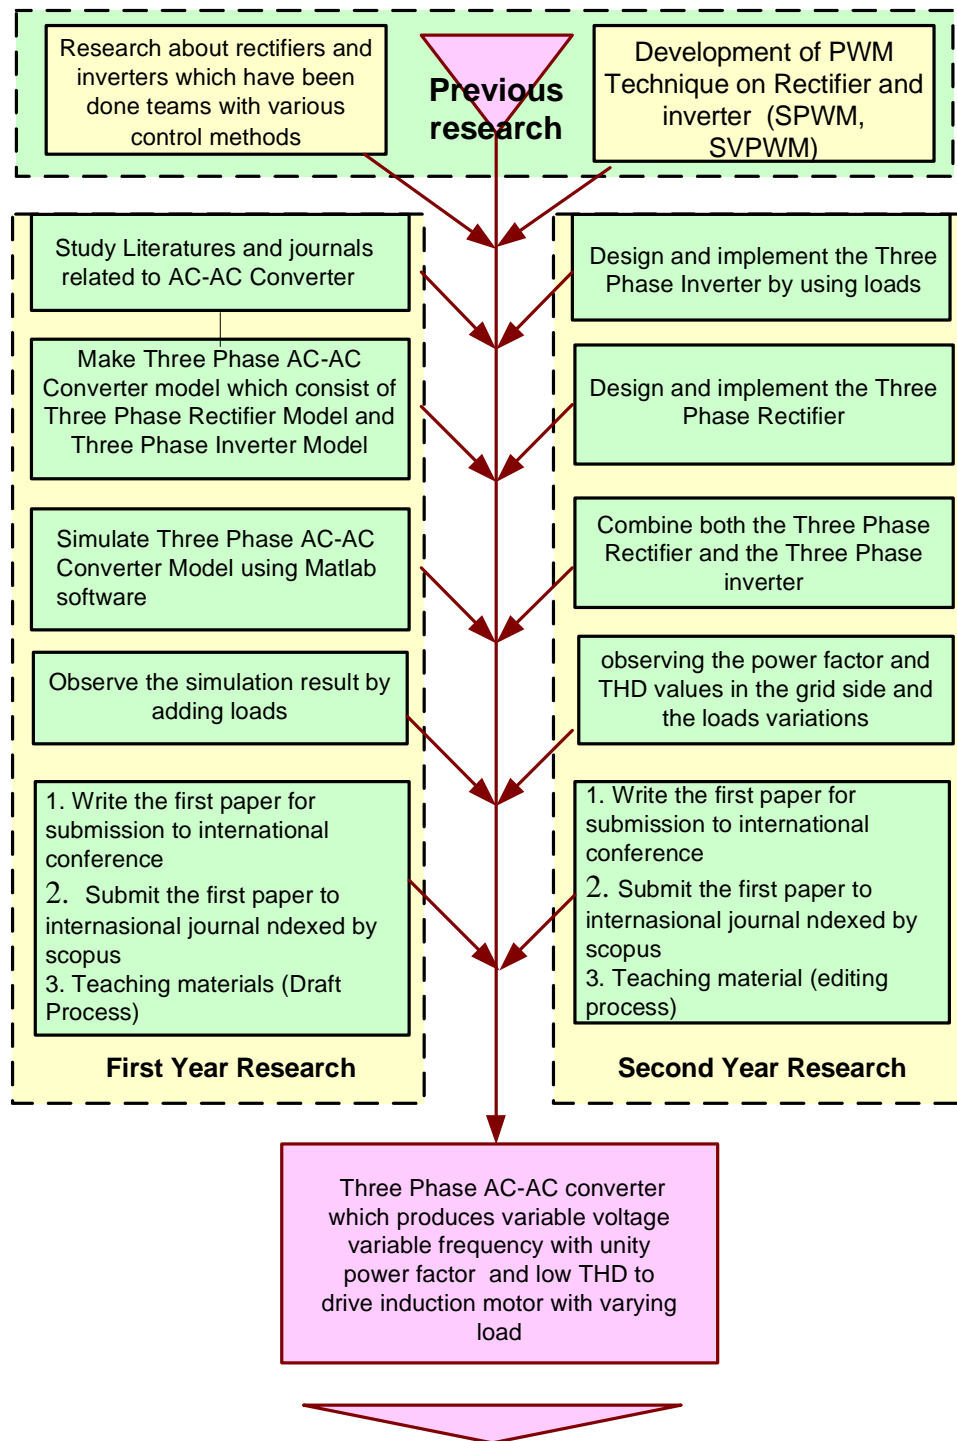 Research about rectifiers and
inverters which have been
done teams with various
control methods
Previous
research
Development of PWM
Technique on Rectifier and
inverter (SPWM,
SVPWM)
Study Literatures and journals
related to AC-AC Converter
Make Three Phase AC-AC
Converter model which consist of
Three Phase Rectifier Model and
Three Phase Inverter Model
Simulate Three Phase AC-AC
Converter Model using Matlab
software
Observe the simulation result by
adding loads
1. Write the first paper for
submission to international
conference
2. Submit the first paper to
internasional journal ndexed by
scopus
3. Teaching materials (Draft
Process)
First Year Research
Design and implement the Three
Phase Inverter by using loads
Design and implement the Three
Phase Rectifier
Combine both the Three Phase
Rectifier and the Three Phase
inverter
observing the power factor and
THD values in the grid side and
the loads variations
1. Write the first paper for
submission to international
conference
2. Submit the first paper to
internasional journal ndexed by
scopus
3. Teaching material (editing
process)
Second Year Research
Three Phase AC-AC converter
which produces variable voltage
variable frequency with unity
power factor and low THD to
drive induction motor with varying
load